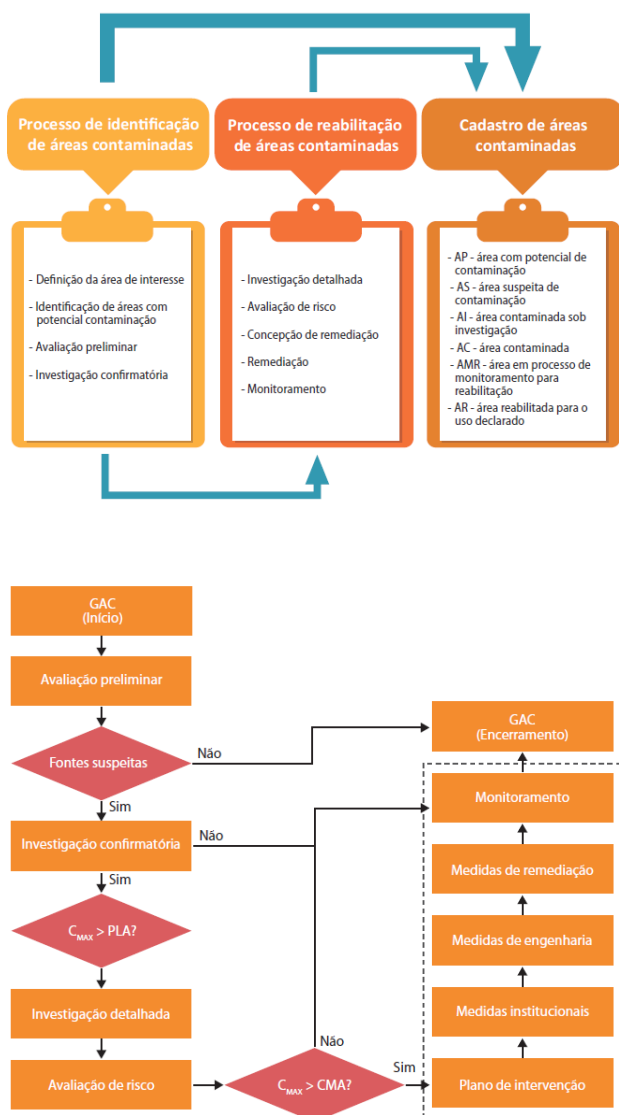 Processo de identificação
de áreas contaminadas
Processo de reabilitação
de áreas contaminadas
Cadastro de áreas
contaminadas
- Definição da área de interesse
- Identificação de áreas com
potencial contaminação
- Avaliação preliminar
- Investigação confirmatória
- Investigação detalhada
- Avaliação de risco
- Concepção de remediação
- Remediação
- Monitoramento
- AP - área com potencial de
contaminação
- AS - área suspeita de
contaminação
- AI - área contaminada sob
investigação
- AC - área contaminada
- AMR - área em processo de
monitoramento para
reabilitação
- AR - área reabilitada para o
uso declarado
GAC
(Início)
Avaliação preliminar
Fontes suspeitas
Não
Sim
Investigação confirmatória
Não
Sim
CMAX > PLA?
Investigação detalhada
Avaliação de risco
CMAX > CMA?
Não
Sim
GAC
(Encerramento)
Monitoramento
Medidas de remediação
Medidas de engenharia
Medidas institucionais
Plano de intervenção